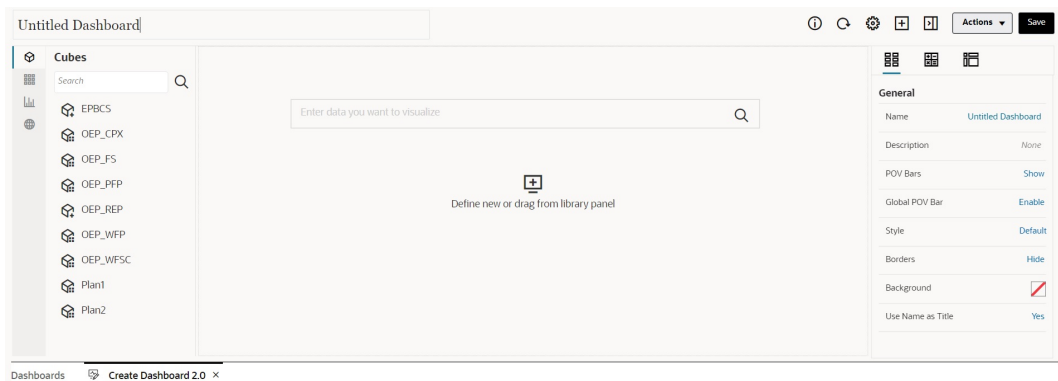 Untitled Dashboard
Actions
Save
Cubes
Search
EPBCS
OEP_CPX
OEP_FS
OEP_PFP
OEP_REP
OEP_WFP
OEP_WFSC
Plan1
Plan2
Enter data you want to visualize
Define new or drag from library panel
General
Name Untitled Dashboard
Description None
POV Bars Show
Global POV Bar Enable
Style Default
Borders Hide
Background
Use Name as Title Yes
Dashboards Create Dashboard 2.0 ×